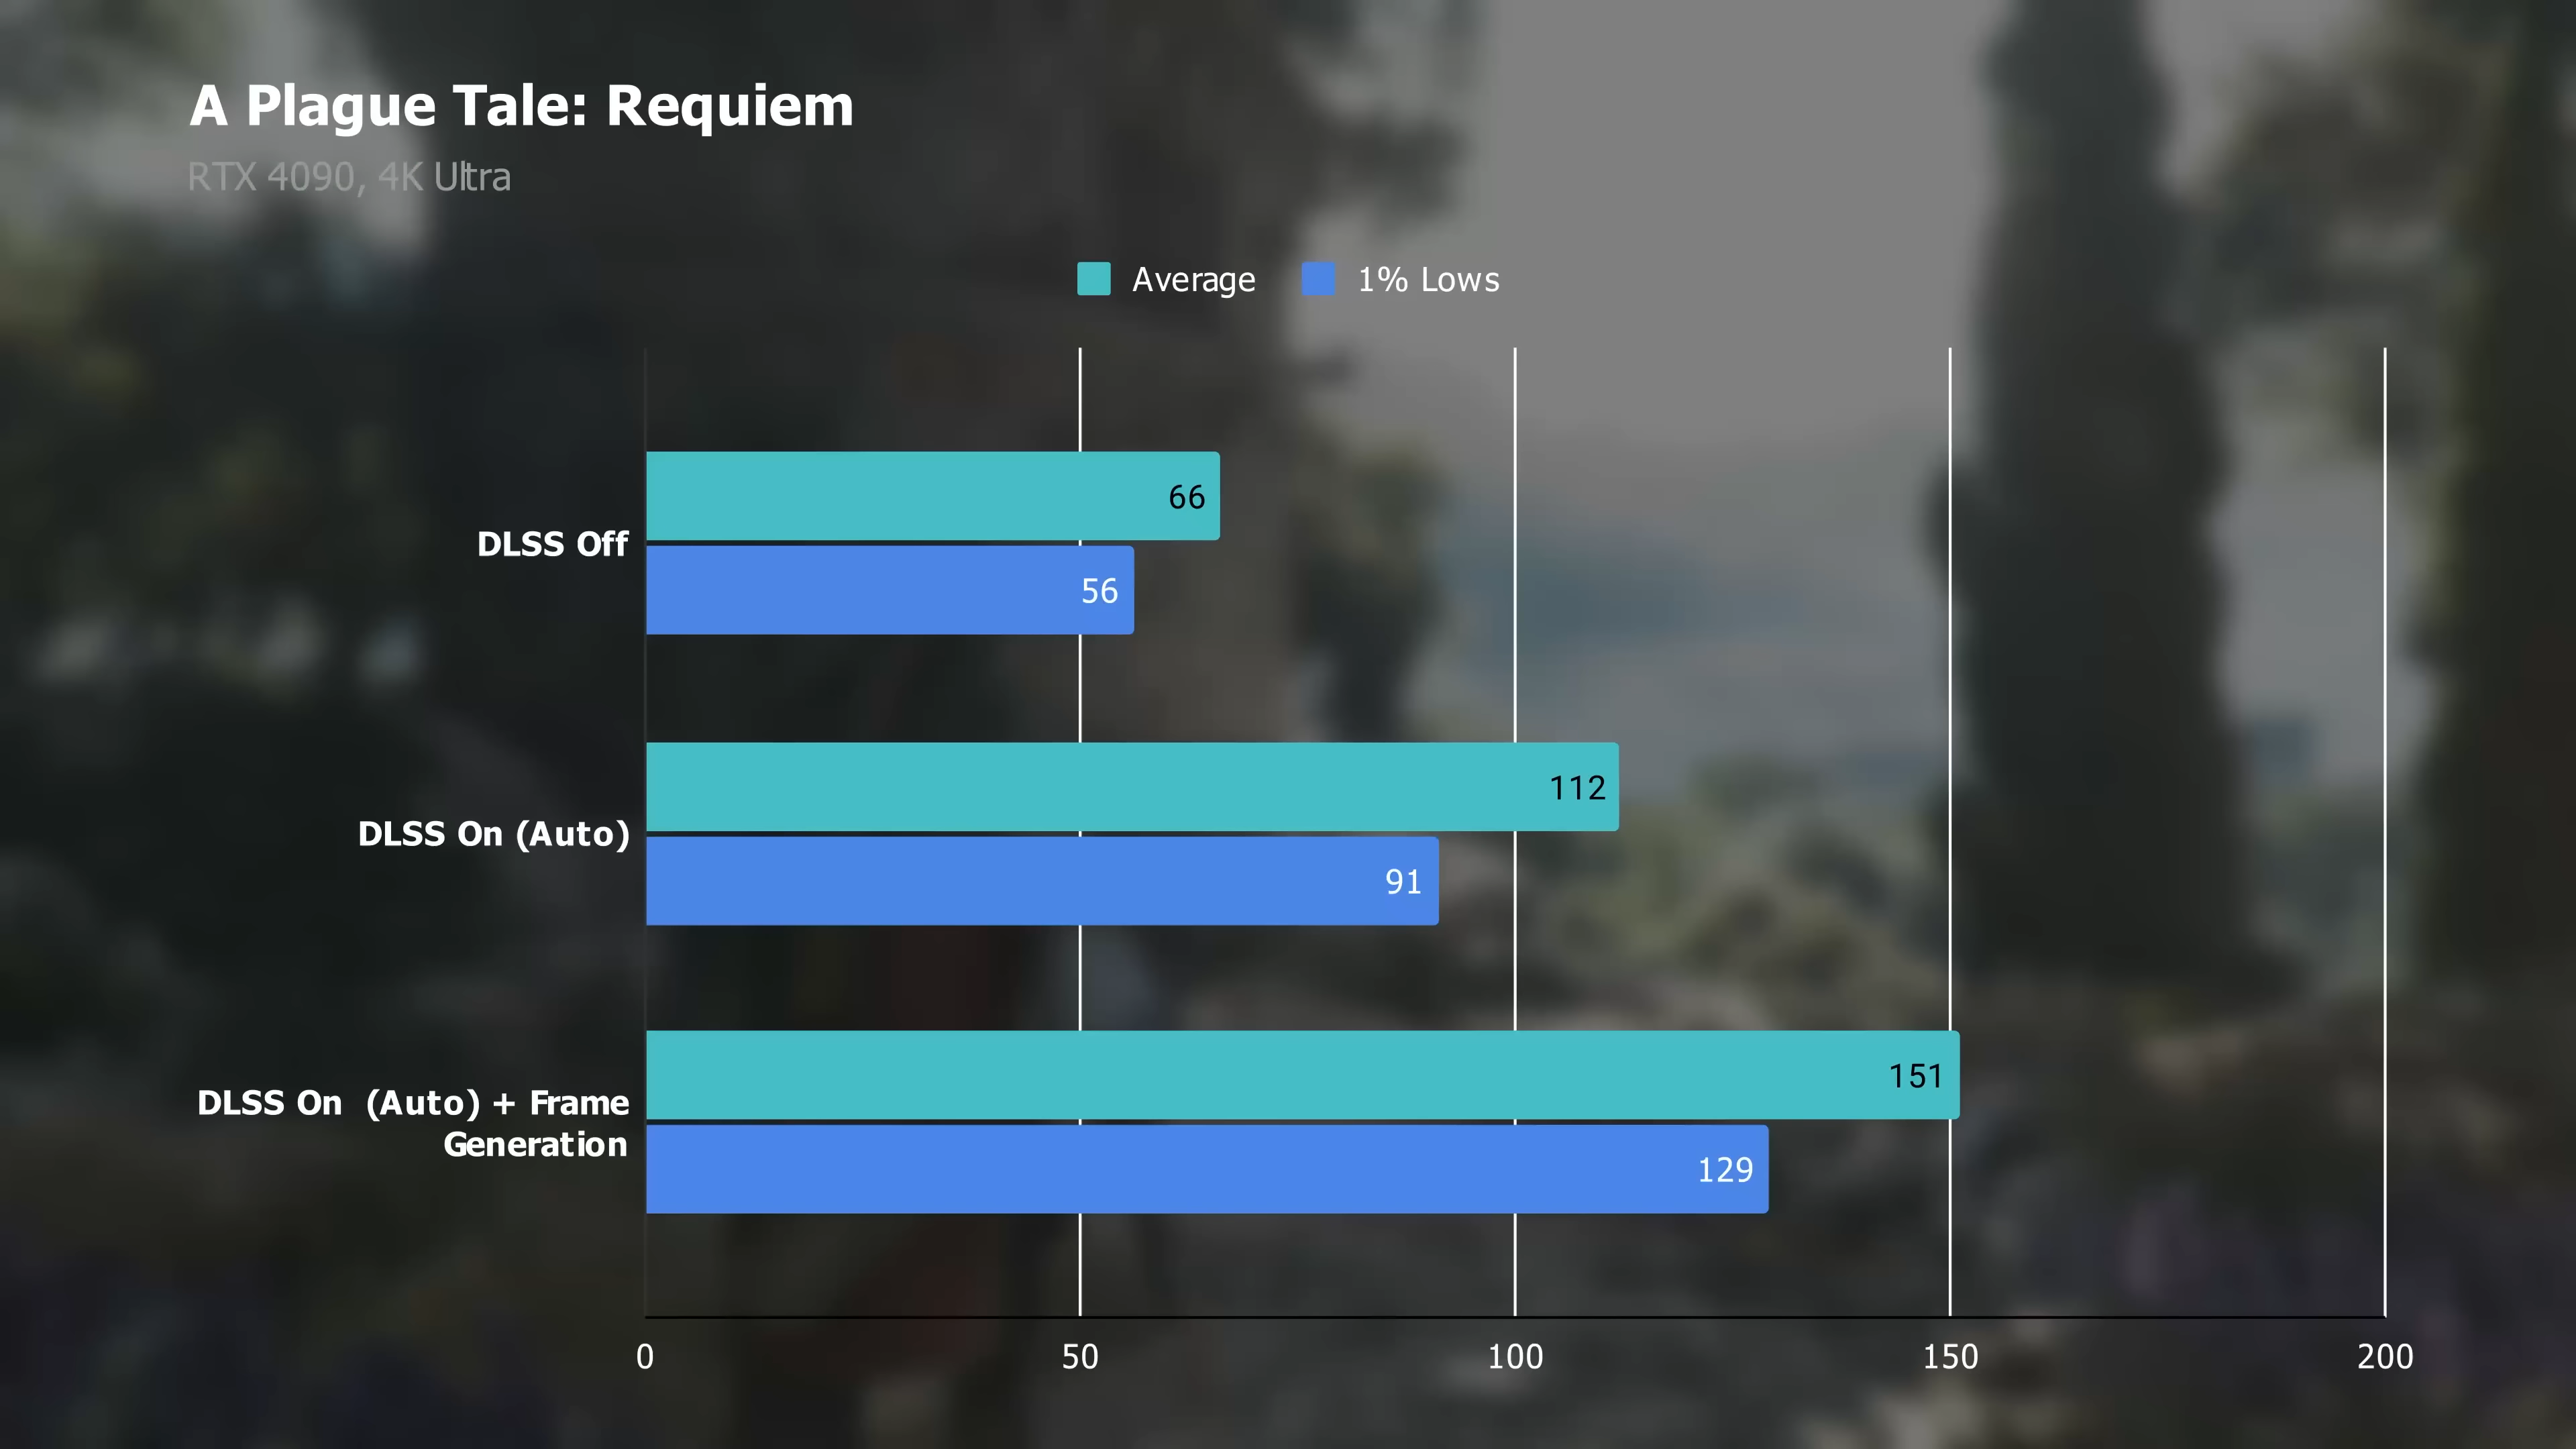 A Plague Tale: Requiem
RTX 4090, 4K Ultra
Average
1% Lows
DLSS Off
66
56
DLSS On (Auto)
112
91
DLSS On (Auto) + Frame
Generation
151
129
0
50
100
150
200